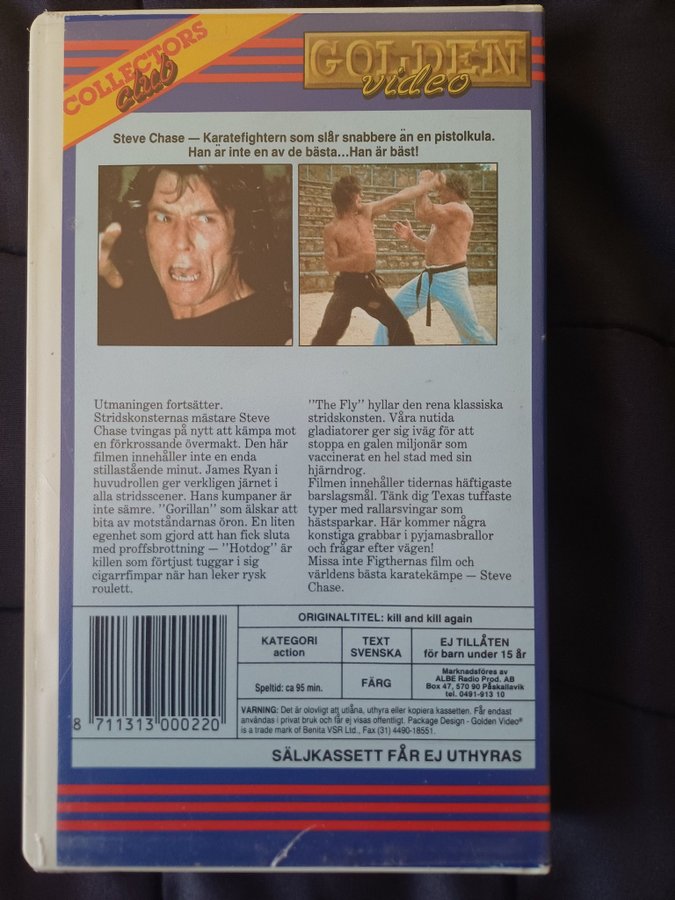 COLLECTORS
club
GOLDEN
video
Steve Chase — Karatefightern som slår snabbere än en pistolkula.
Han är inte en av de bästa...Han är bäst!
Utmaningen fortsätter.
Stridskonsternas mästare Steve
Chase tvingas på nytt att kämpa mot
en förkrossande övermakt. Den här
filmen innehåller inte en enda
stillastående minut. James Ryan i
huvudrollen ger verkligen järnet i
alla stridsscener. Hans kumpaner är
inte sämre. "Gorillan" som älskar att
bita av motståndarnas öron. En liten
egenhet som gjord att han fick sluta
med proffsbrottning — "Hotdog" är
killen som förtjust tuggar i sig
cigarrfimpar när han leker rysk
roulett.
"The Fly" hyllar den rena klassiska
stridskonsten. Våra nutida
gladiatorer ger sig iväg för att
stoppa en galen miljonär som
vaccinerat en hel stad med sin
hjärndrog.
Filmen innehåller tidernas häftigaste
barslagsmål. Tänk dig Texas tuffaste
typer med rallarsvingar som
hästsparkar. Här kommer några
konstiga grabbar i pyjamasbrallor
och frågar efter vägen!
Missa inte Figthernas film och
världens bästa karatekämpe — Steve
Chase.
8 711313 000220
ORIGINALTITEL: kill and kill again
KATEGORI
action
TEXT
SVENSKA
EJ TILLÅTEN
för barn under 15 år
Speltid: ca 95 min.
FÄRG
Marknadsföres av
ALBE Radio Prod. AB
Box 47, 570 90 Påskallavik
tel. 0491-913 10
VARNING: Det är olovligt att utlåna, uthyra eller kopiera kassetten. Får endast
användas i privat bruk och får ej visas offentligt. Package Design - Golden Video®
is a trade mark of Benita VSR Ltd., Fax (31) 4490-18551.
SÄLJKASSETT FÅR EJ UTHYRAS